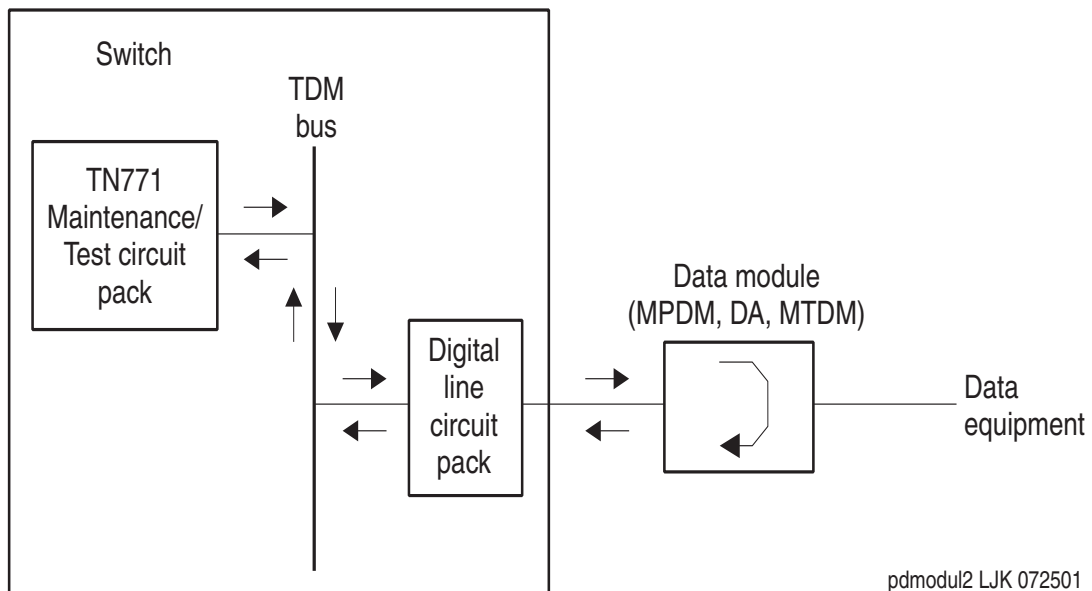 Switch
TDM
bus
TN771
Maintenance/
Test circuit
pack
Data module
(MPDM, DA, MTDM)
Digital
line
circuit
pack
Data
equipment
pdmodul2 LJK 072501